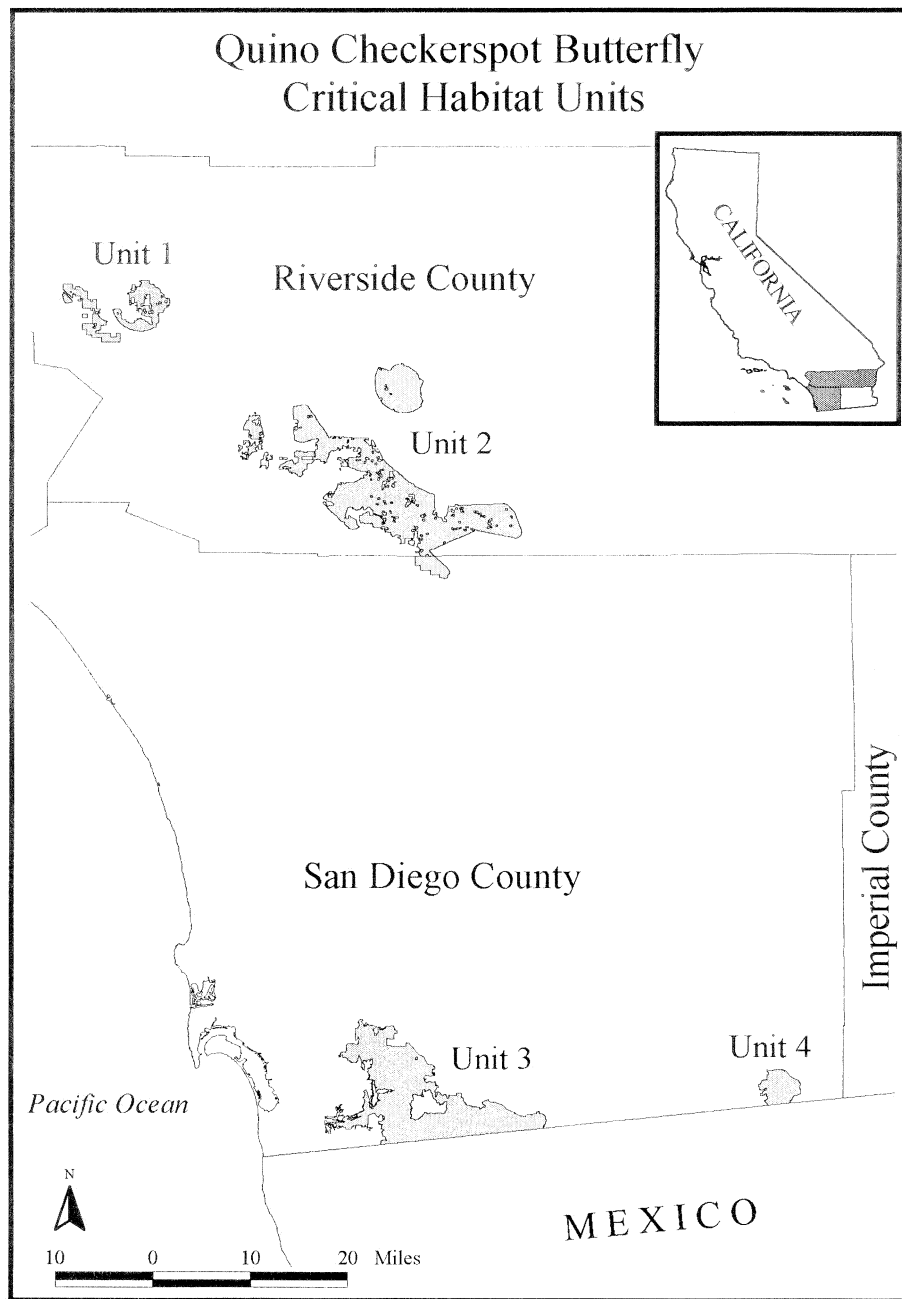 Quino Checkerspot Butterfly
Critical Habitat Units
CALIFORNIA
Unit 1
Riverside County
Unit 2
Imperial County
San Diego County
Unit 3
Unit 4
Pacific Ocean
N
MEXICO
10 0 10 20 Miles